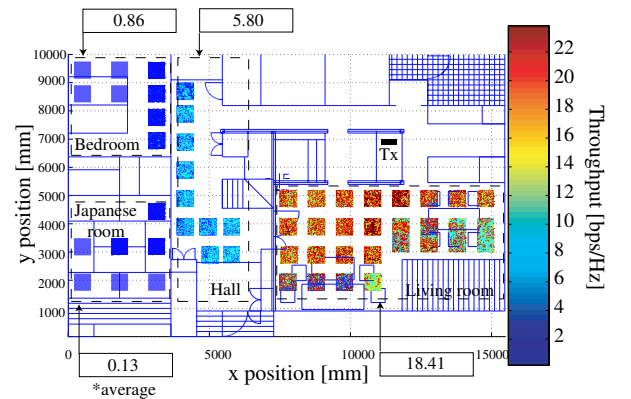 0.86
5.80
10000
9000
8000
7000
6000
5000
4000
3000
2000
1000
y position [mm]
Bedroom
Japanese
room
Hall
Tx
Living room
0
5000
10000
15000
x position [mm]
0.13
*average
18.41
22
20
18
16
14
12
10
8
6
4
2
Throughput [bps/Hz]